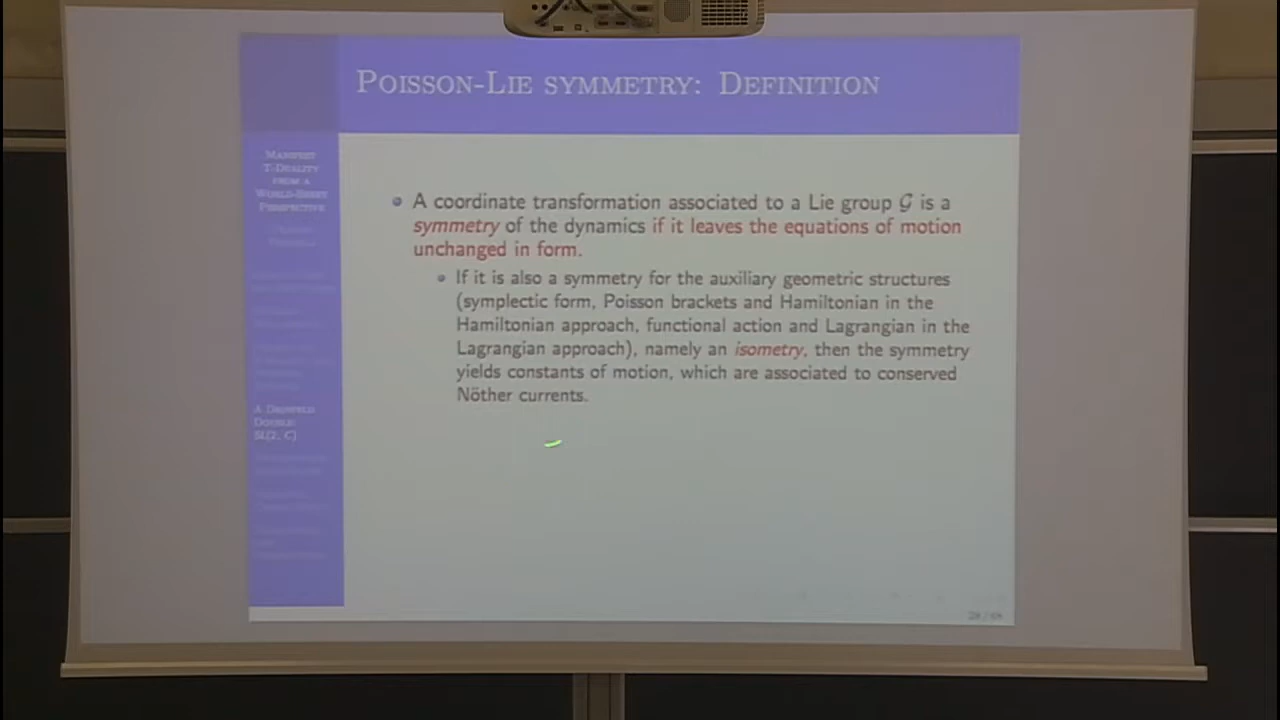 POISSON-LIE SYMMETRY: DEFINITION
MANIFEST
T-DUALITY
FROM A
WORLD-SHEET
PERSPECTIVE
A DRINFELD
DOUBLE:
SL(2, C)
• A coordinate transformation associated to a Lie group G is a
symmetry of the dynamics if it leaves the equations of motion
unchanged in form.
• If it is also a symmetry for the auxiliary geometric structures
(symplectic form, Poisson brackets and Hamiltonian in the
Hamiltonian approach, functional action and Lagrangian in the
Lagrangian approach), namely an isometry, then the symmetry
yields constants of motion, which are associated to conserved
Nöther currents.